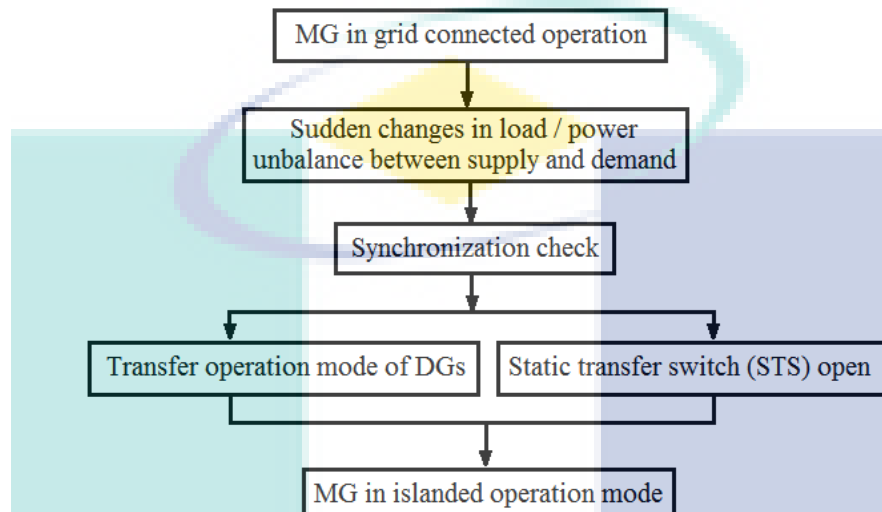 MG in grid connected operation
Sudden changes in load / power
unbalance between supply and demand
Synchronization check
Transfer operation mode of DGs
Static transfer switch (STS) open
MG in islanded operation mode